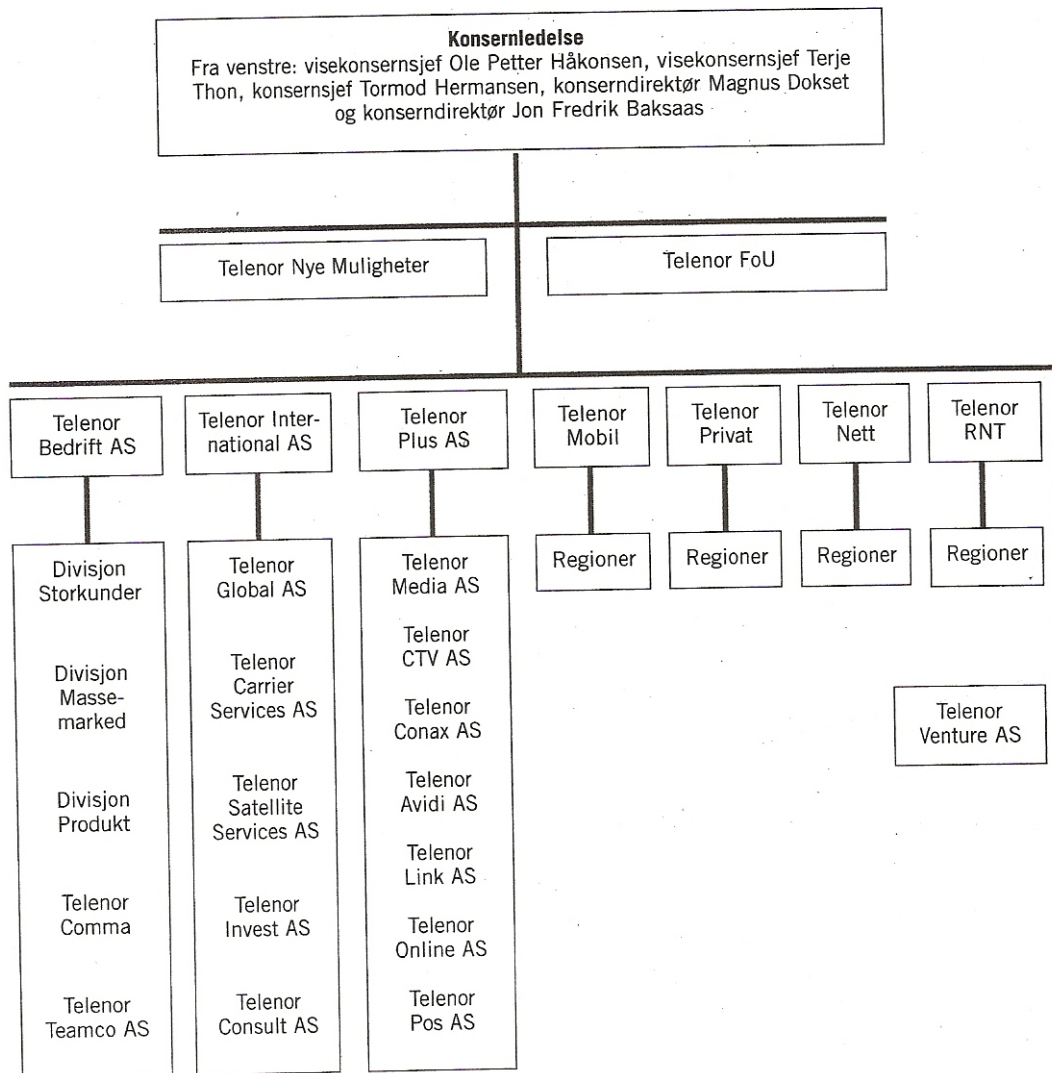 Konsernledelse
Fra venstre: visekonsernsjef Ole Petter Håkonsen, visekonsernsjef Terje
Thon, konsernsjef Tormod Hermansen, konserndirektør Magnus Dokset
og konserndirektør Jon Fredrik Baksaas
Telenor Nye Muligheter
Telenor FoU
Telenor
Bedrift AS
Telenor Inter-
national AS
Telenor
Plus AS
Telenor
Mobil
Telenor
Privat
Telenor
Nett
Telenor
RNT
Divisjon
Storkunder
Divisjon
Masse-
marked
Divisjon
Produkt
Telenor
Comma
Telenor
Teamco AS
Telenor
Global AS
Telenor
Carrier
Services AS
Telenor
Satellite
Services AS
Telenor
Invest AS
Telenor
Consult AS
Telenor
Media AS
Telenor
CTV AS
Telenor
Conax AS
Telenor
Avidi AS
Telenor
Link AS
Telenor
Online AS
Telenor
Pos AS
Regioner
Regioner
Regioner
Regioner
Telenor
Venture AS